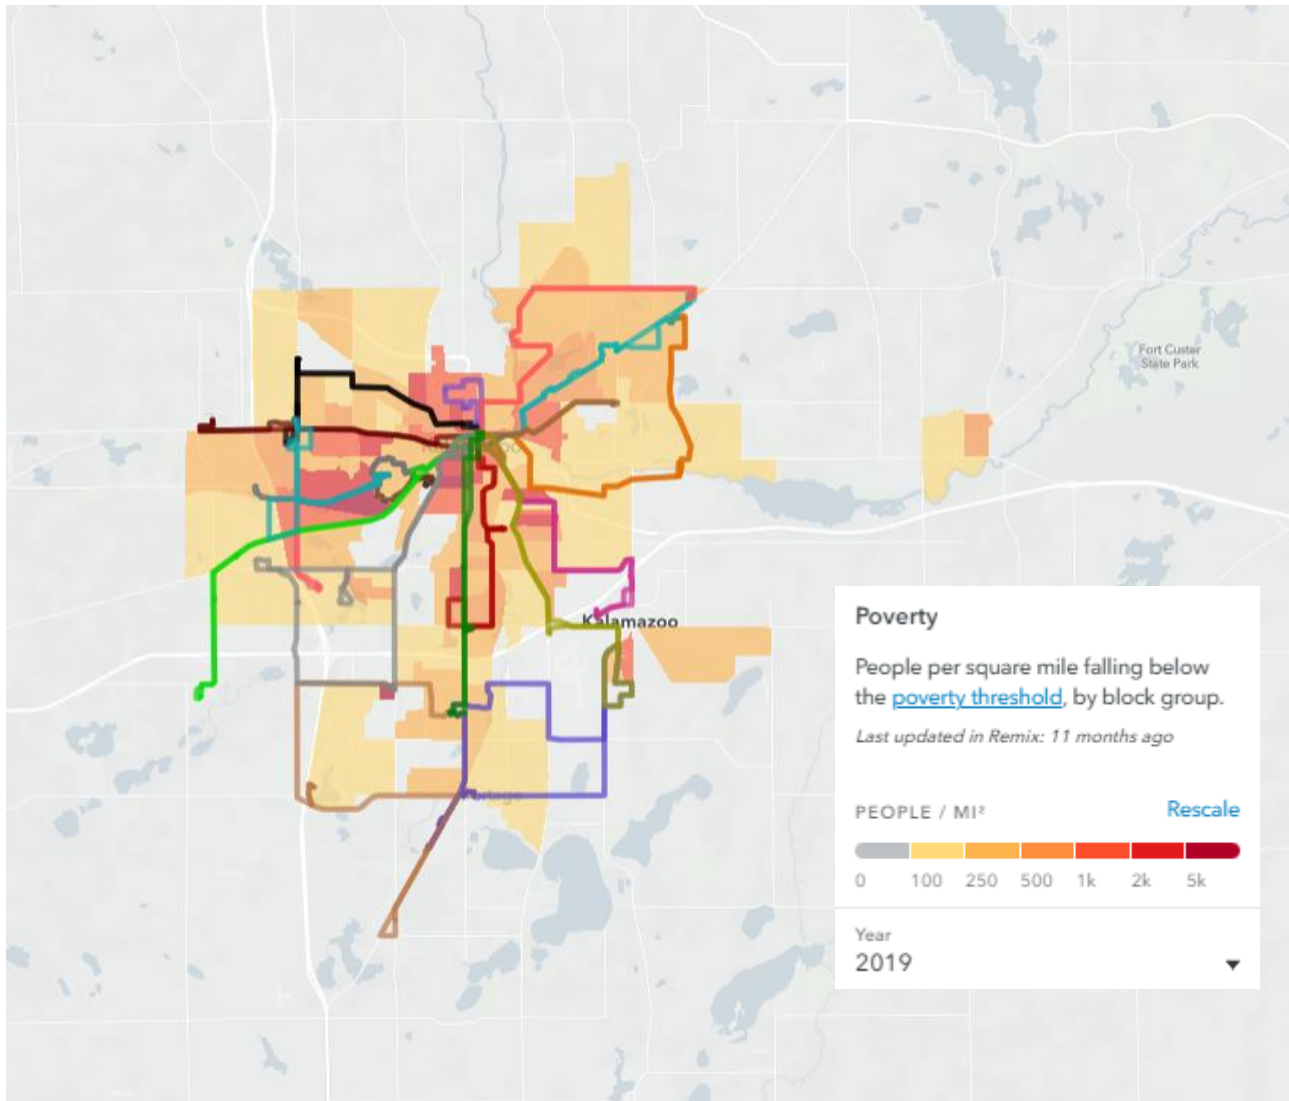 Fort Custer
State Park
Kalamazoo
Portage
Poverty
People per square mile falling below
the poverty threshold, by block group.
Last updated in Remix: 11 months ago
PEOPLE / MI²
Rescale
0 100 250 500 1k 2k 5k
Year
2019